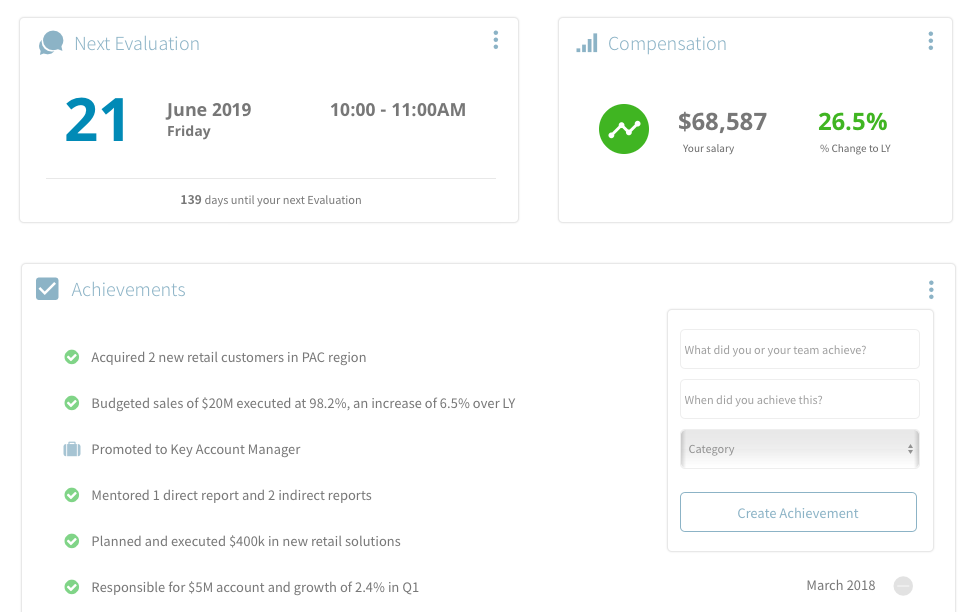 Next Evaluation
21
June 2019
Friday
10:00 - 11:00AM
139 days until your next Evaluation
Compensation
$68,587
Your salary
26.5%
% Change to LY
Achievements
Acquired 2 new retail customers in PAC region
Budgeted sales of $20M executed at 98.2%, an increase of 6.5% over LY
Promoted to Key Account Manager
Mentored 1 direct report and 2 indirect reports
Planned and executed $400k in new retail solutions
Responsible for $5M account and growth of 2.4% in Q1
What did you or your team achieve?
When did you achieve this?
Category
Create Achievement
March 2018